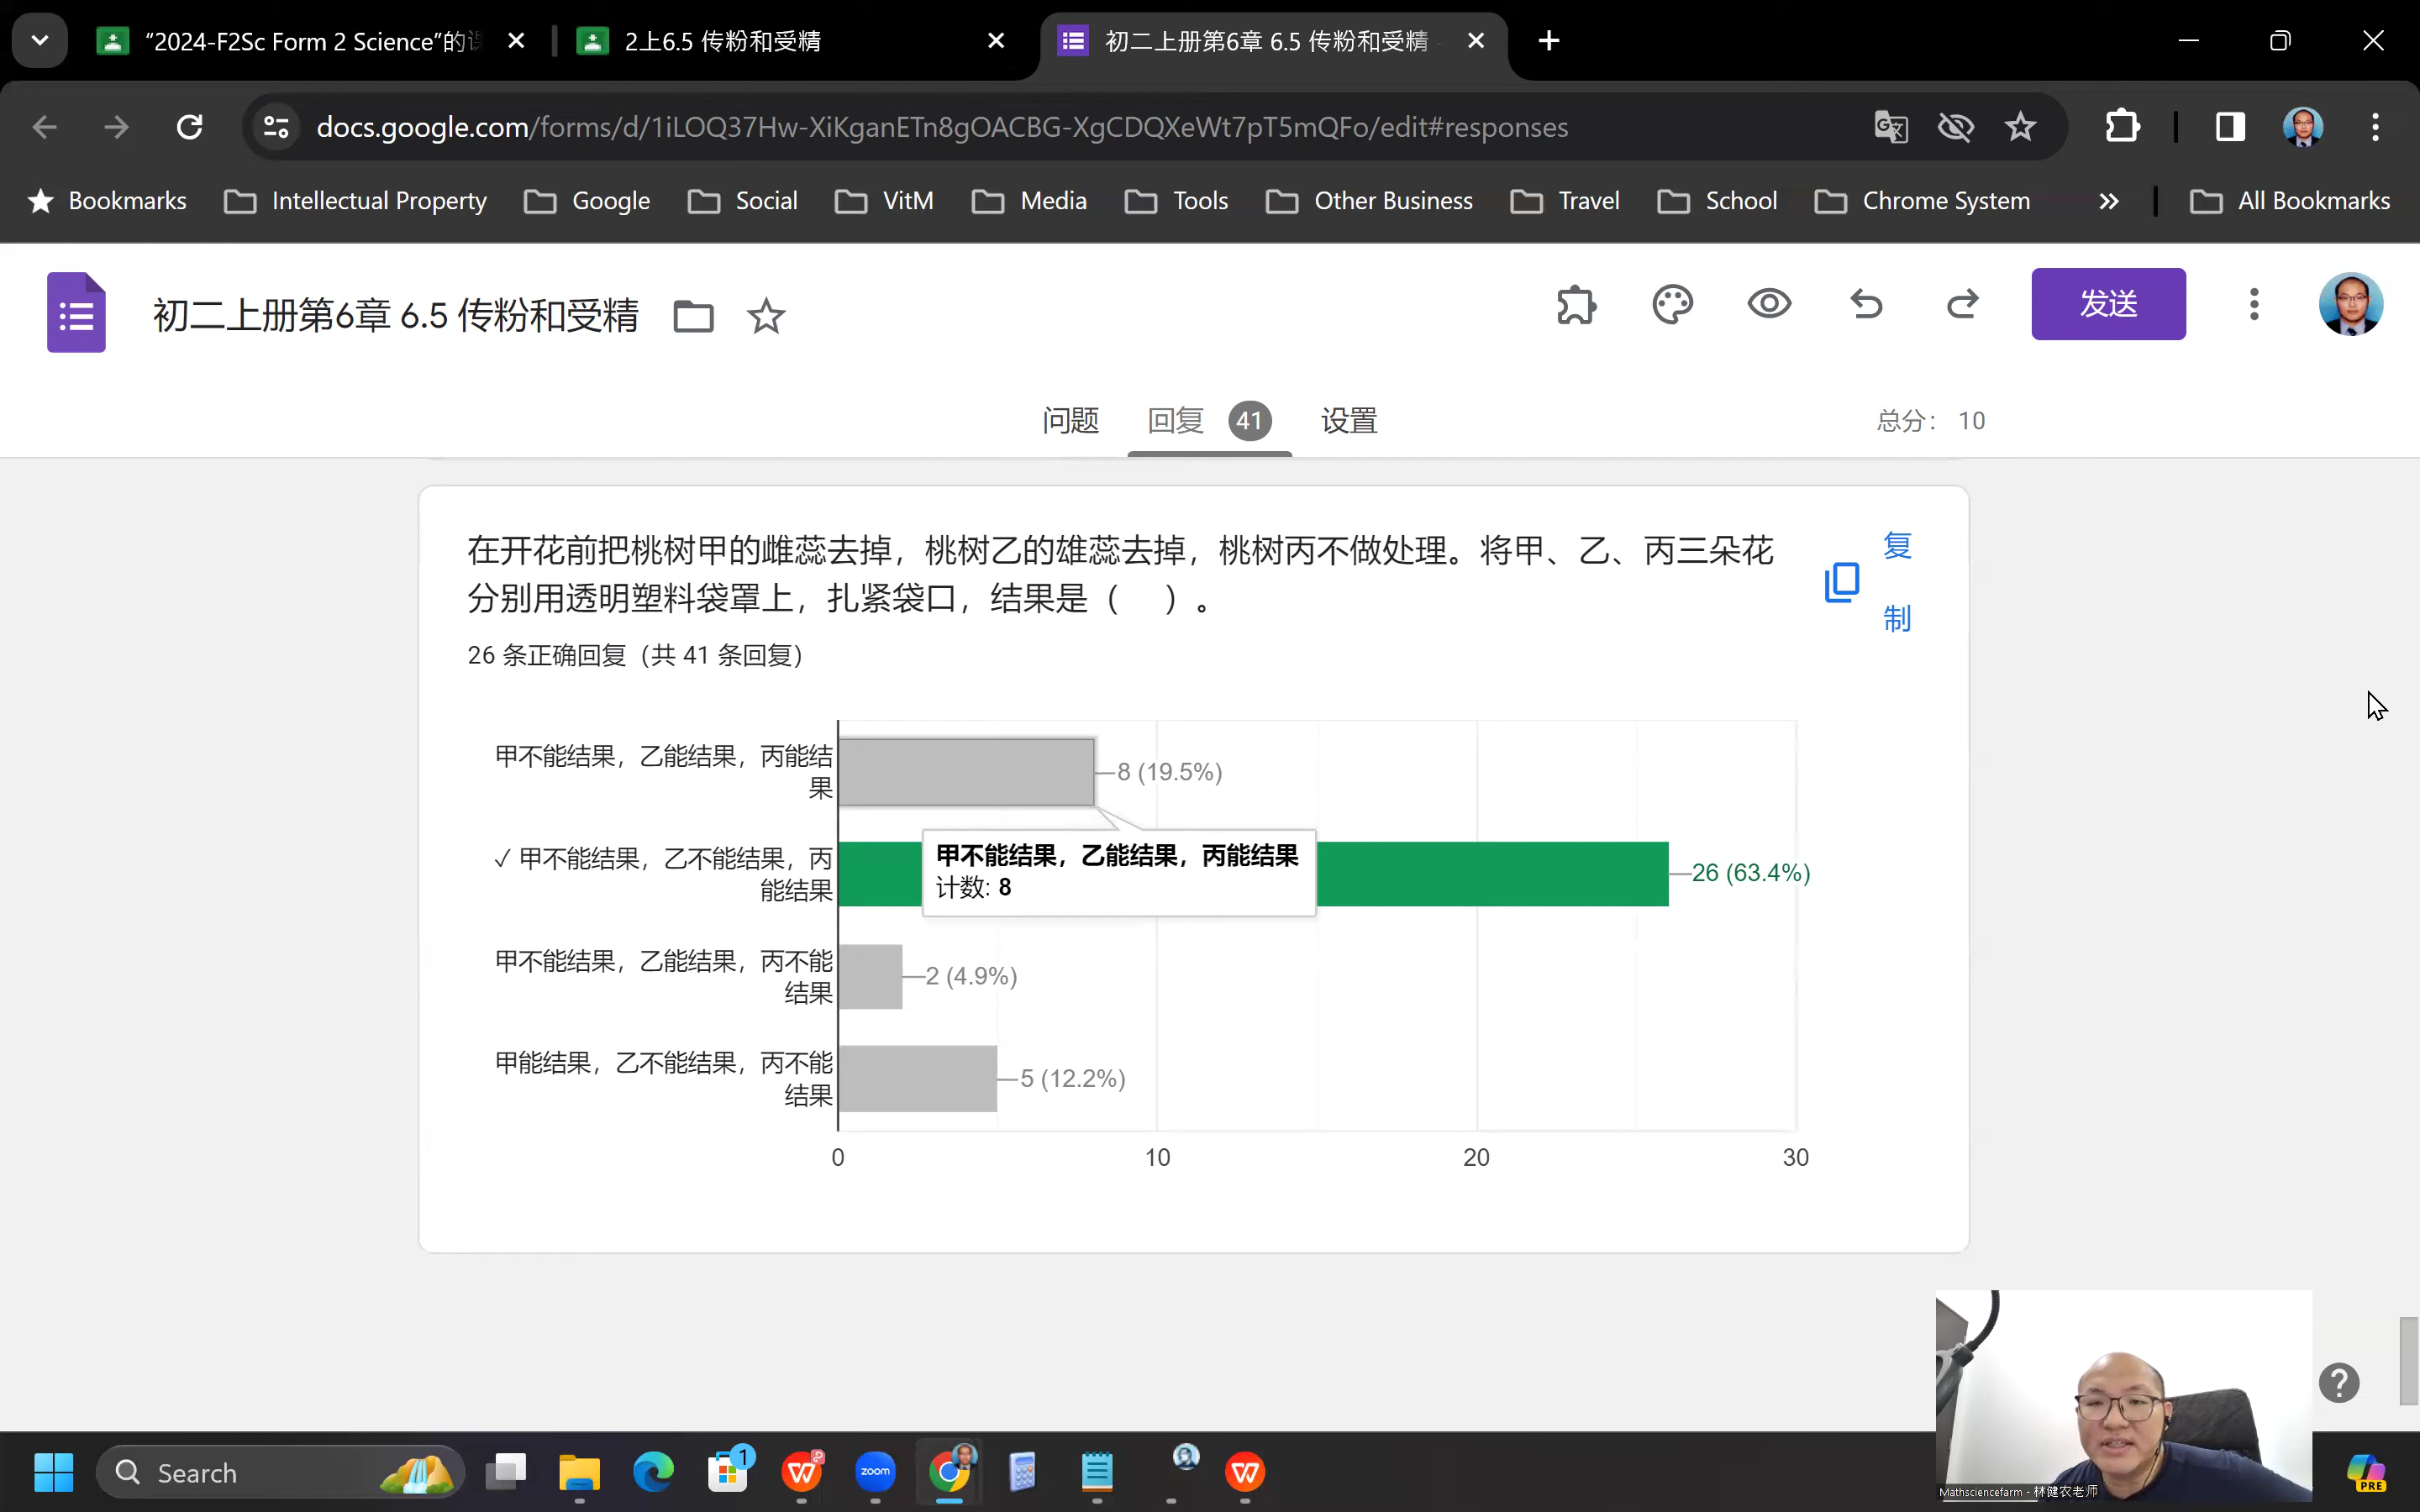 “2024-F2Sc Form 2 Science”的
2上6.5 传粉和受精
初二上册第6章 6.5 传粉和受精
docs.google.com/forms/d/1iLOQ37Hw-XiKganETn8gOACBG-XgCDQXeWt7pT5mQFo/edit#responses
Bookmarks
Intellectual Property
Google
Social
VitM
Media
Tools
Other Business
Travel
School
Chrome System
All Bookmarks
初二上册第6章 6.5 传粉和受精
发送
问题
回复 41
设置
总分： 10
在开花前把桃树甲的雌蕊去掉，桃树乙的雄蕊去掉，桃树丙不做处理。将甲、乙、丙三朵花
分别用透明塑料袋罩上，扎紧袋口，结果是（ ）。
复
制
26 条正确回复（共 41 条回复）
甲不能结果，乙能结果，丙能结
果
8 (19.5%)
✓ 甲不能结果，乙不能结果，丙
能结果
甲不能结果，乙能结果，丙能结果
计数: 8
26 (63.4%)
甲不能结果，乙能结果，丙不能
结果
2 (4.9%)
甲能结果，乙不能结果，丙不能
结果
5 (12.2%)
0
10
20
30
Mathsciencefarm - 林健农老师
Search
1
zoom
PRE